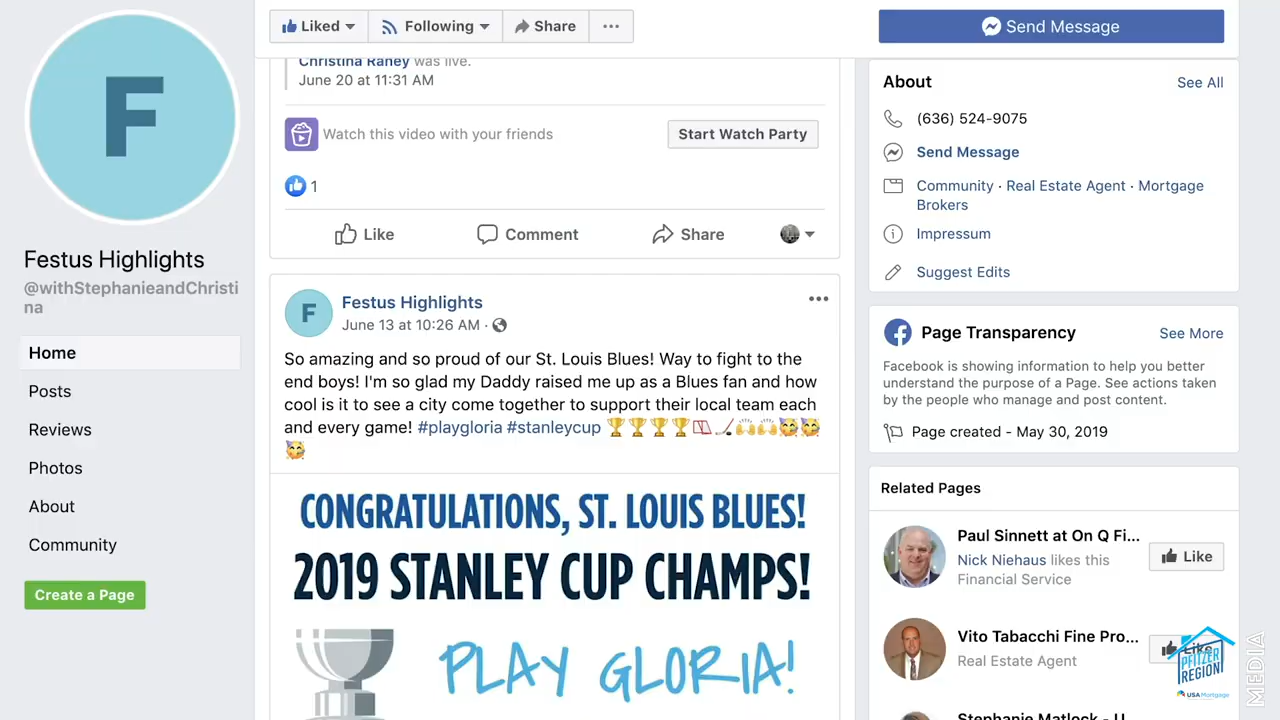 F
Festus Highlights
@withStephanieandChristi
na
Home
Posts
Reviews
Photos
About
Community
Create a Page
Liked
Following
Share
Send Message
Christina Raney was live.
June 20 at 11:31 AM
Watch this video with your friends
Start Watch Party
1
Like
Comment
Share
F
Festus Highlights
June 13 at 10:26 AM ·
So amazing and so proud of our St. Louis Blues! Way to fight to the
end boys! I'm so glad my Daddy raised me up as a Blues fan and how
cool is it to see a city come together to support their local team each
and every game! #playgloria #stanleycup 🏆🏆🏆🏆🥅🏒🙌🙌🥳🥳
🥳
CONGRATULATIONS, ST. LOUIS BLUES!
2019 STANLEY CUP CHAMPS!
PLAY GLORIA!
About
See All
(636) 524-9075
Send Message
Community · Real Estate Agent · Mortgage
Brokers
Impressum
Suggest Edits
Page Transparency
See More
Facebook is showing information to help you better
understand the purpose of a Page. See actions taken
by the people who manage and post content.
Page created - May 30, 2019
Related Pages
Paul Sinnett at On Q Fi...
Nick Niehaus likes this
Financial Service
Like
Vito Tabacchi Fine Pro...
Real Estate Agent
Like
Stephanie Matlock - U
PFITZER
REGION
USA Mortgage
MEDIA